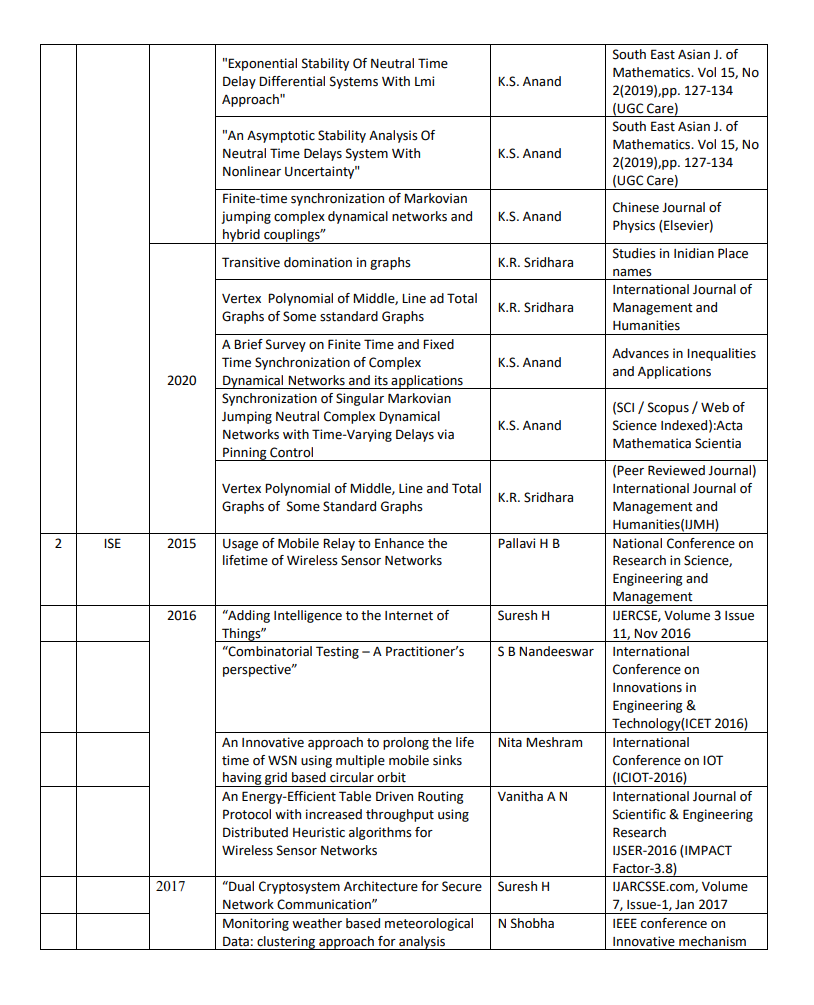 "Exponential Stability Of Neutral Time
Delay Differential Systems With Lmi
Approach"
K.S. Anand
South East Asian J. of
Mathematics. Vol 15, No
2(2019),pp. 127-134
(UGC Care)
"An Asymptotic Stability Analysis Of
Neutral Time Delays System With
Nonlinear Uncertainty"
K.S. Anand
South East Asian J. of
Mathematics. Vol 15, No
2(2019),pp. 127-134
(UGC Care)
Finite-time synchronization of Markovian
jumping complex dynamical networks and
hybrid couplings”
K.S. Anand
Chinese Journal of
Physics (Elsevier)
2020
Transitive domination in graphs
K.R. Sridhara
Studies in Inidian Place
names
Vertex Polynomial of Middle, Line ad Total
Graphs of Some sstandard Graphs
K.R. Sridhara
International Journal of
Management and
Humanities
A Brief Survey on Finite Time and Fixed
Time Synchronization of Complex
Dynamical Networks and its applications
K.S. Anand
Advances in Inequalities
and Applications
Synchronization of Singular Markovian
Jumping Neutral Complex Dynamical
Networks with Time-Varying Delays via
Pinning Control
K.S. Anand
(SCI / Scopus / Web of
Science Indexed):Acta
Mathematica Scientia
Vertex Polynomial of Middle, Line and Total
Graphs of Some Standard Graphs
K.R. Sridhara
(Peer Reviewed Journal)
International Journal of
Management and
Humanities(IJMH)
2
ISE
2015
Usage of Mobile Relay to Enhance the
lifetime of Wireless Sensor Networks
Pallavi H B
National Conference on
Research in Science,
Engineering and
Management
2016
“Adding Intelligence to the Internet of
Things”
Suresh H
IJERCSE, Volume 3 Issue
11, Nov 2016
“Combinatorial Testing – A Practitioner’s
perspective”
S B Nandeeswar
International
Conference on
Innovations in
Engineering &
Technology(ICET 2016)
An Innovative approach to prolong the life
time of WSN using multiple mobile sinks
having grid based circular orbit
Nita Meshram
International
Conference on IOT
(ICIOT-2016)
An Energy-Efficient Table Driven Routing
Protocol with increased throughput using
Distributed Heuristic algorithms for
Wireless Sensor Networks
Vanitha A N
International Journal of
Scientific & Engineering
Research
IJSER-2016 (IMPACT
Factor-3.8)
2017
“Dual Cryptosystem Architecture for Secure
Network Communication”
Suresh H
IJARCSSE.com, Volume
7, Issue-1, Jan 2017
Monitoring weather based meteorological
Data: clustering approach for analysis
N Shobha
IEEE conference on
Innovative mechanism